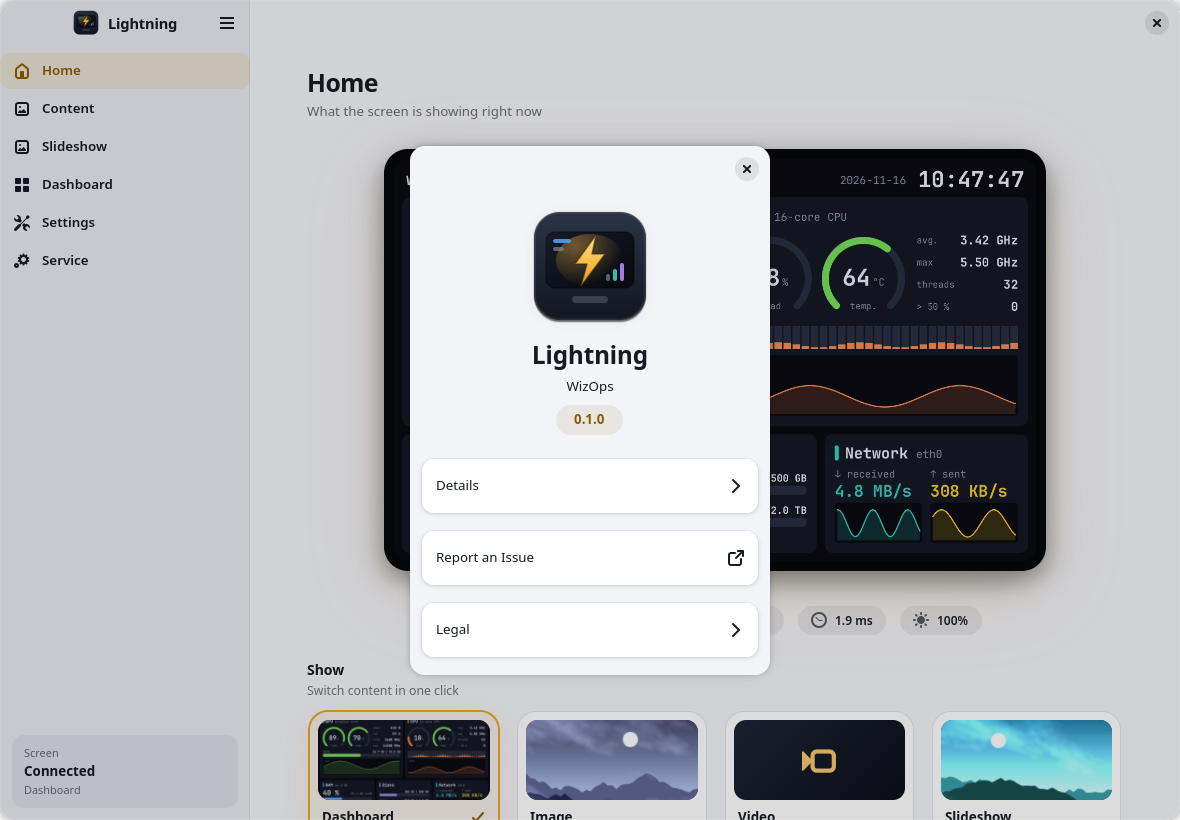 Lightning
Home
Content
Slideshow
Dashboard
Settings
Service
Screen
Connected
Dashboard
Home
What the screen is showing right now
2026-11-16 10:47:47
16-core CPU
64 °C
temp.
avg. 3.42 GHz
max 5.50 GHz
threads 32
> 50 % 0
500 GB
2.0 TB
Network eth0
↓ received ↑ sent
4.8 MB/s 308 KB/s
1.9 ms
100%
Lightning
WizOps
0.1.0
Details
Report an Issue
Legal
Show
Switch content in one click
Dashboard
Image
Video
Slideshow